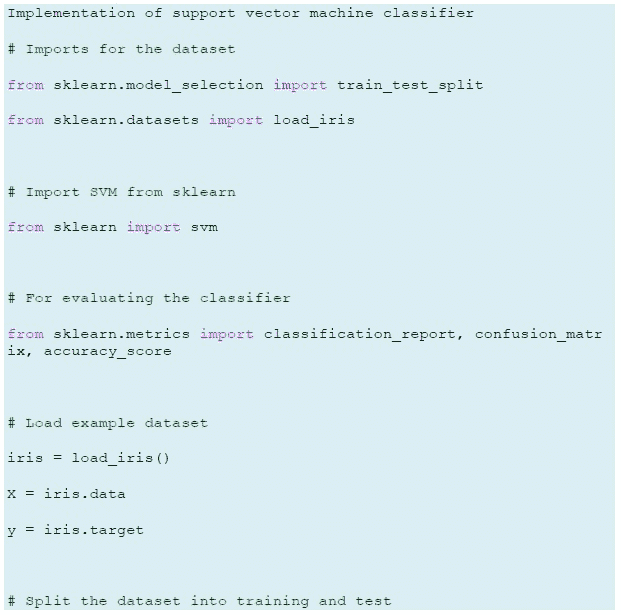 Implementation of support vector machine classifier
# Imports for the dataset
from sklearn.model_selection import train_test_split
from sklearn.datasets import load_iris
# Import SVM from sklearn
from sklearn import svm
# For evaluating the classifier
from sklearn.metrics import classification_report, confusion_matr
ix, accuracy_score
# Load example dataset
iris = load_iris()
X = iris.data
y = iris.target
# Split the dataset into training and test